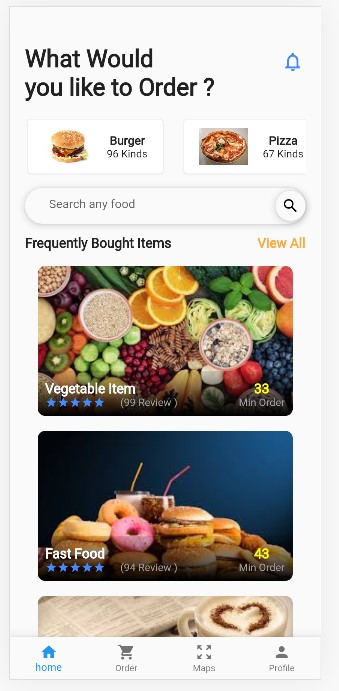 What Would
you like to Order ?
Burger
96 Kinds
Pizza
67 Kinds
Search any food
Frequently Bought Items
View All
Vegetable Item
33
(99 Review )
Min Order
Fast Food
43
(94 Review )
Min Order
home
Order
Maps
Profile